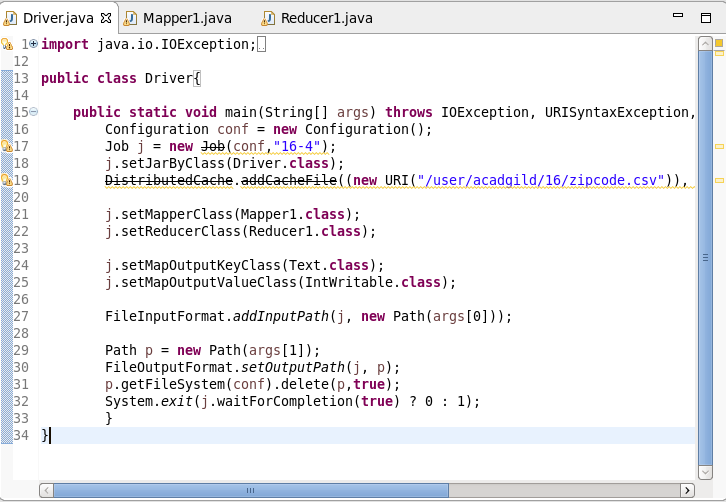 Driver.java Mapper1.java Reducer1.java
1 import java.io.IOException;
12
13 public class Driver{
14
15 public static void main(String[] args) throws IOException, URISyntaxException,
16 Configuration conf = new Configuration();
17 Job j = new Job(conf,"16-4");
18 j.setJarByClass(Driver.class);
19 DistributedCache.addCacheFile((new URI("/user/acadgild/16/zipcode.csv")),
20
21 j.setMapperClass(Mapper1.class);
22 j.setReducerClass(Reducer1.class);
23
24 j.setMapOutputKeyClass(Text.class);
25 j.setMapOutputValueClass(IntWritable.class);
26
27 FileInputFormat.addInputPath(j, new Path(args[0]));
28
29 Path p = new Path(args[1]);
30 FileOutputFormat.setOutputPath(j, p);
31 p.getFileSystem(conf).delete(p,true);
32 System.exit(j.waitForCompletion(true) ? 0 : 1);
33 }
34 }